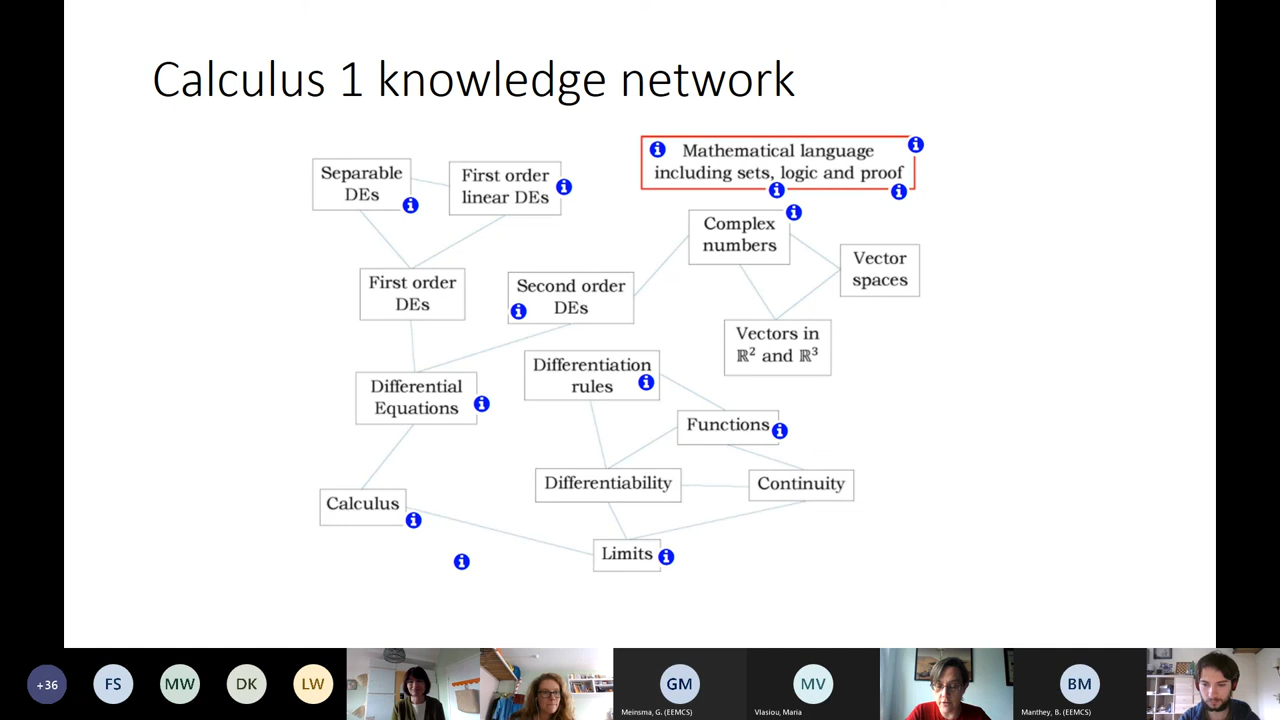 Calculus 1 knowledge network
Mathematical language
including sets, logic and proof
Separable
DEs
First order
linear DEs
Complex
numbers
Vector
spaces
First order
DEs
Second order
DEs
Vectors in
ℝ² and ℝ³
Differentiation
rules
Differential
Equations
Functions
Differentiability
Continuity
Calculus
Limits
+36
FS
MW
DK
LW
GM
MV
BM
Meinsma, G. (EEMCS)
Vlasiou, Maria
Manthey, B. (EEMCS)